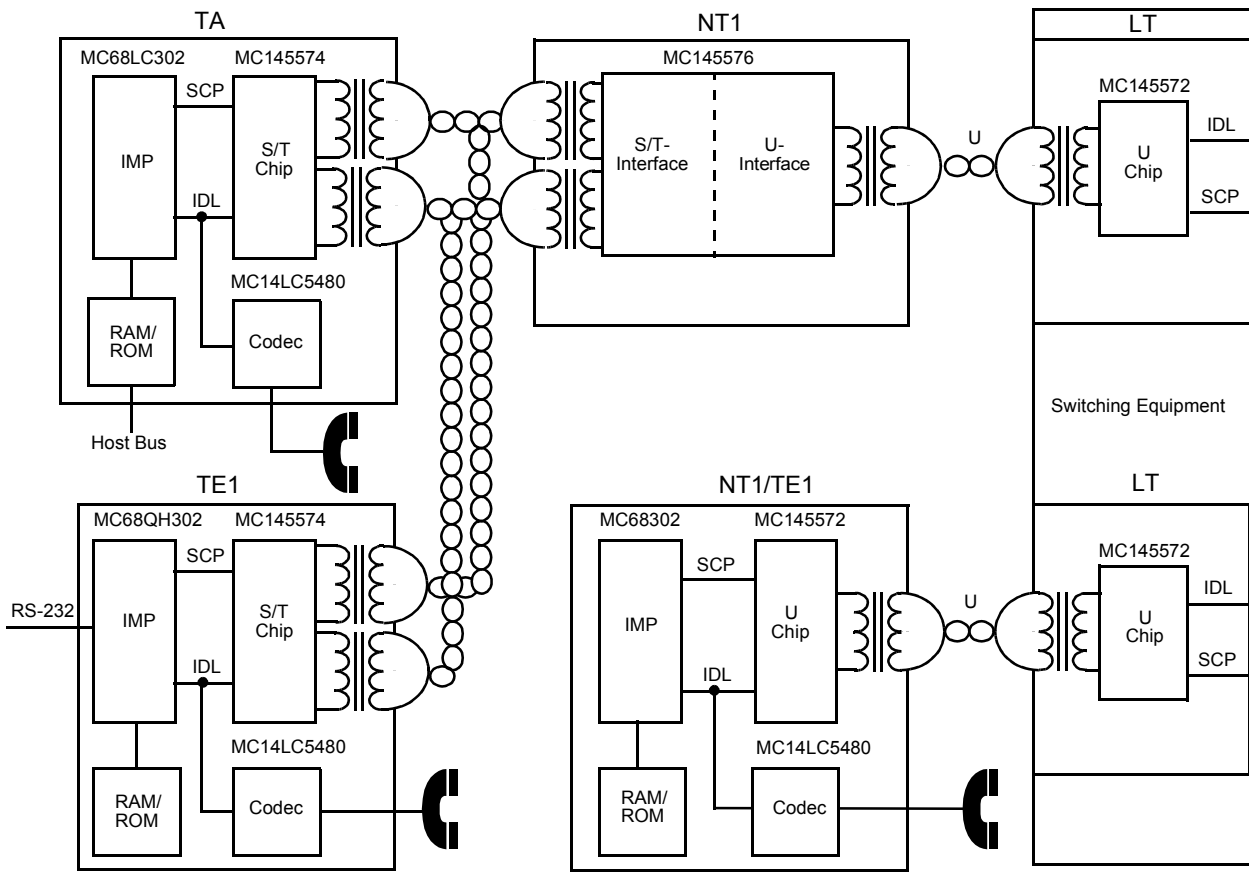 TA
NT1
LT
MC68LC302
MC145574
MC145576
MC145572
SCP
IMP
S/T
Chip
IDL
S/T-
Interface
U-
Interface
U
U
Chip
IDL
SCP
MC14LC5480
RAM/
ROM
Codec
Host Bus
Switching Equipment
TE1
NT1/TE1
LT
MC68QH302
MC145574
MC68302
MC145572
MC145572
RS-232
SCP
IMP
S/T
Chip
IDL
SCP
IMP
U
Chip
IDL
U
U
Chip
IDL
SCP
MC14LC5480
MC14LC5480
RAM/
ROM
Codec
RAM/
ROM
Codec